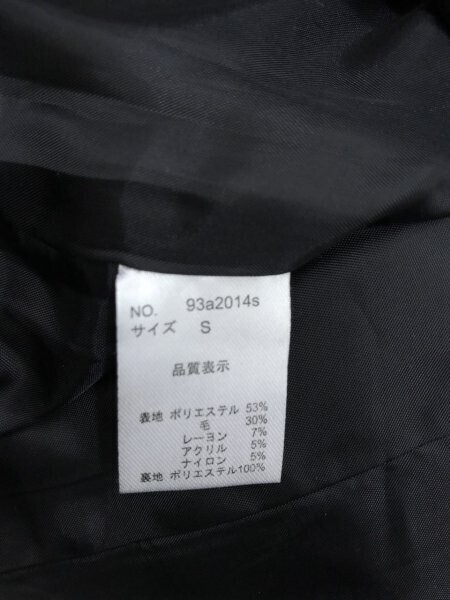 NO. 93a2014s
サイズ S
品質表示
表地 ポリエステル 53%
毛 30%
レーヨン 7%
アクリル 5%
ナイロン 5%
裏地 ポリエステル100%